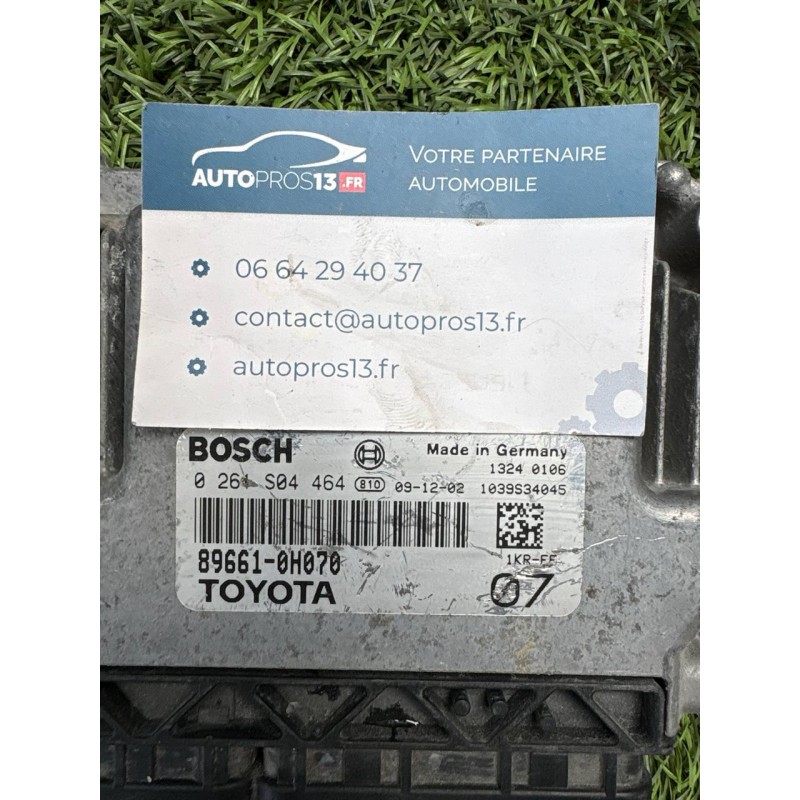 AUTOPROS13.FR
VOTRE PARTENAIRE
AUTOMOBILE
06 64 29 40 37
contact@autopros13.fr
autopros13.fr
BOSCH Made in Germany
1324 0106
0 261 S04 464 810 09-12-02 1039S34045
1KR-FE
89661-0H070
TOYOTA 07